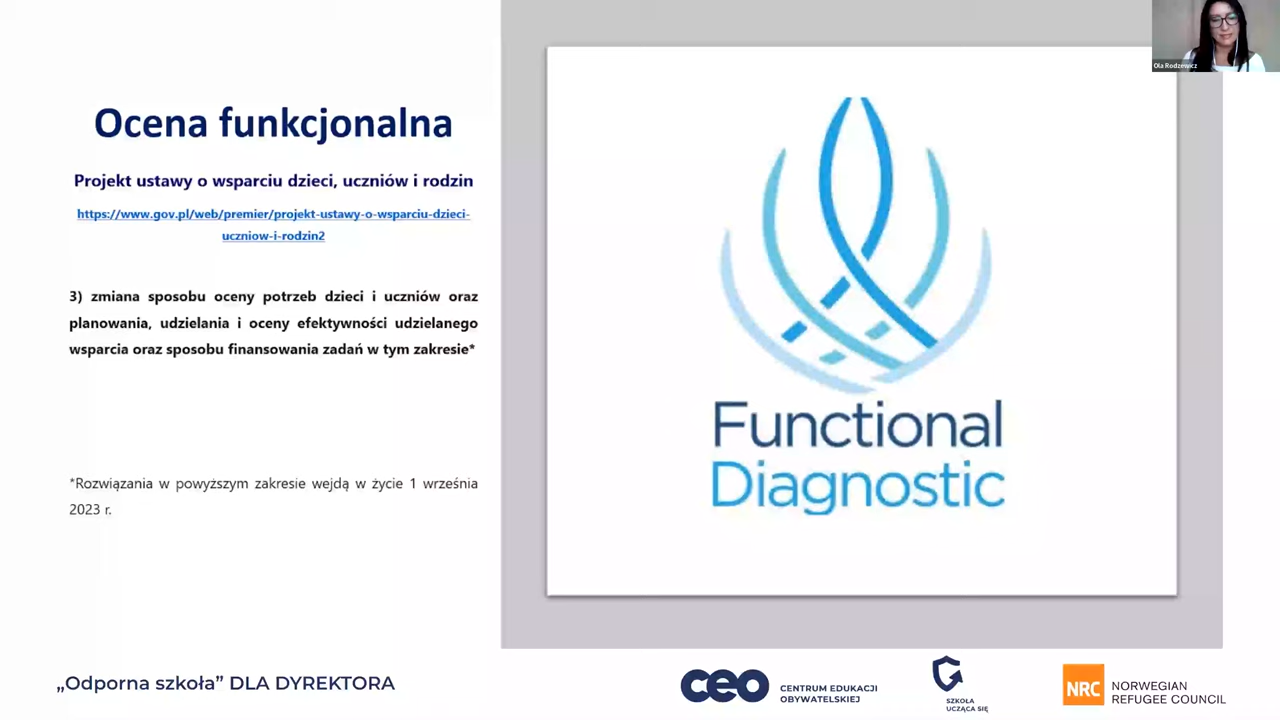 Ocena funkcjonalna
Projekt ustawy o wsparciu dzieci, uczniów i rodzin
https://www.gov.pl/web/premier/projekt-ustawy-o-wsparciu-dzieci-
uczniow-i-rodzin2
3) zmiana sposobu oceny potrzeb dzieci i uczniów oraz
planowania, udzielania i oceny efektywności udzielanego
wsparcia oraz sposobu finansowania zadań w tym zakresie*
*Rozwiązania w powyższym zakresie wejdą w życie 1 września
2023 r.
Functional
Diagnostic
Ola Rodzewicz
„Odporna szkoła” DLA DYREKTORA
ceo
CENTRUM EDUKACJI
OBYWATELSKIEJ
SZKOŁA
UCZĄCA SIĘ
NRC
NORWEGIAN
REFUGEE COUNCIL